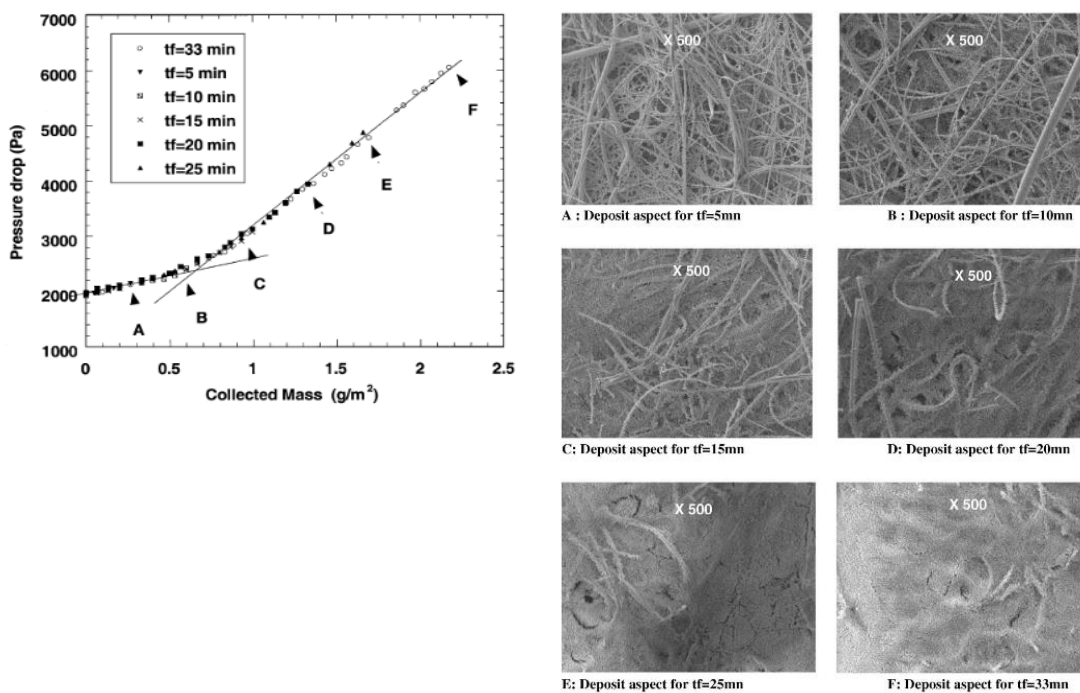 7000
6000
5000
4000
3000
2000
1000
Pressure drop (Pa)
tf=33 min
tf=5 min
tf=10 min
tf=15 min
tf=20 min
tf=25 min
A
B
C
D
E
F
0 0.5 1 1.5 2 2.5
Collected Mass (g/m²)
X 500
X 500
A : Deposit aspect for tf=5mn
B : Deposit aspect for tf=10mn
X 500
X 500
C: Deposit aspect for tf=15mn
D: Deposit aspect for tf=20mn
X 500
X 500
E: Deposit aspect for tf=25mn
F: Deposit aspect for tf=33mn